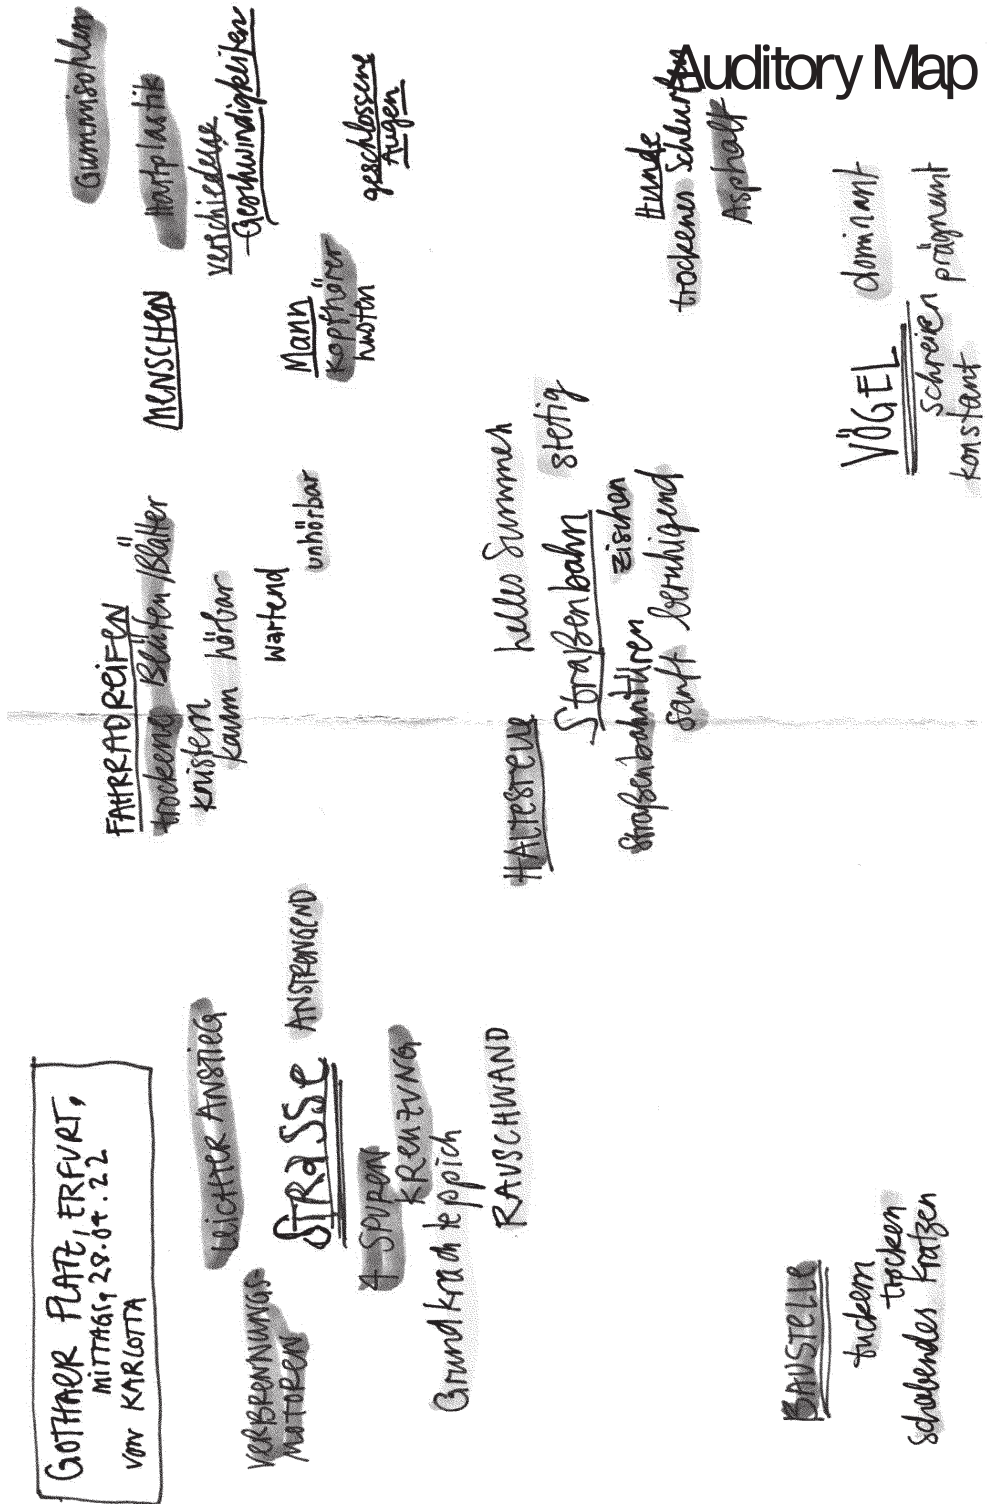 Auditory Map
GOTHAER PLATZ, ERFURT,
MITTAGS, 28.04.22
von KARLOTTA
LEICHTER ANSTIEG
VERBRENNUNGS-
MOTOREN
STRASSE ANSTRENGEND
4 SPUREN
KREUZUNG
Grundkrach teppich
RAUSCHWAND
FAHRRADREIFEN
trockene Blüten/Blätter
knistern
kaum hörbar
wartend
unhörbar
MENSCHEN
Gummisohlen
Hartplastik
verschiedene
Geschwindigkeiten
Mann
Kopfhörer
husten
geschlossene
Augen
HALTESTELLE
helles Summen
stetig
Straßenbahn
zischen
Straßenbahntüren
sanft beruhigend
Hunde
trockenes Scheuern
Asphalt
BAUSTELLE
tuckern
trocken
schabendes Kratzen
VÖGEL
dominant
schreien prägnant
konstant